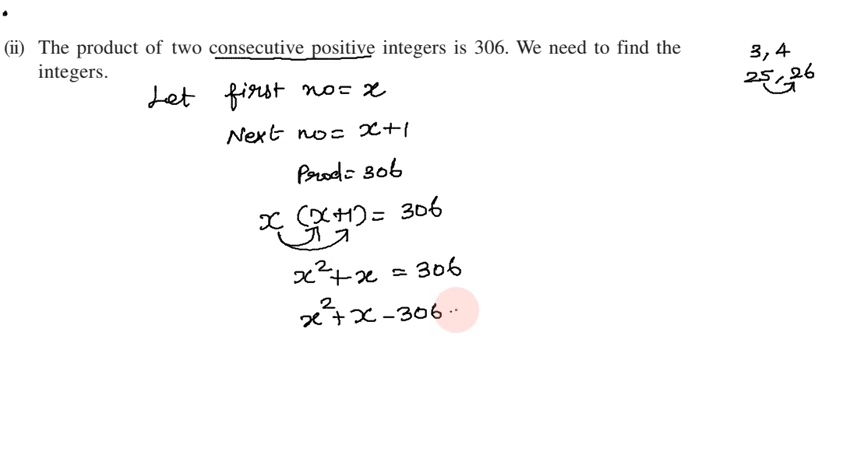 (ii) The product of two consecutive positive integers is 306. We need to find the
integers.
3, 4
25, 26
Let first no = x
Next no = x+1
Prod = 306
x (x+1) = 306
x² + x = 306
x² + x - 306